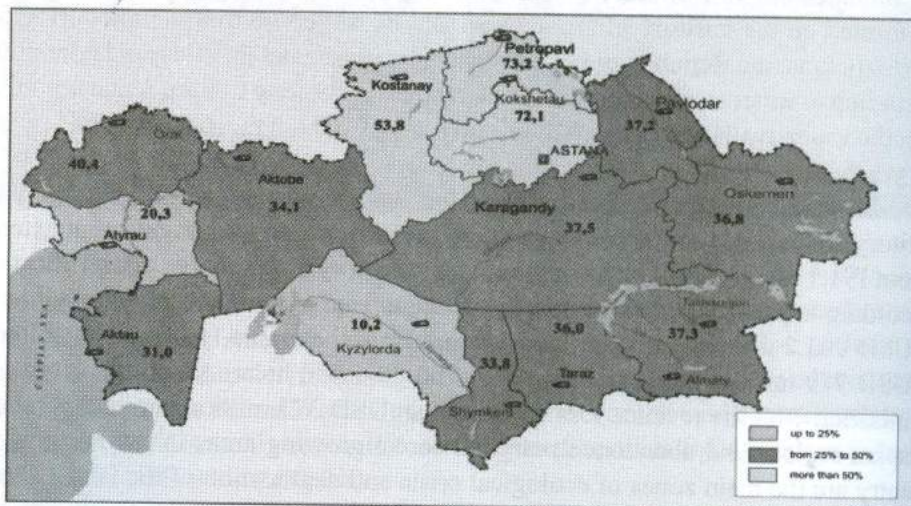 Petropavl
73,2
Kostanay
53,8
Kokshetau
72,1
ASTANA
Pavlodar
37,2
Oral
40,4
Aktobe
34,1
Karagandy
37,5
Oskemen
36,8
20,3
Atyrau
Aktau
31,0
CASPIAN SEA
10,2
Kyzylorda
33,8
Shymkent
36,0
Taraz
37,3
Almaty
up to 25%
from 25% to 50%
more than 50%